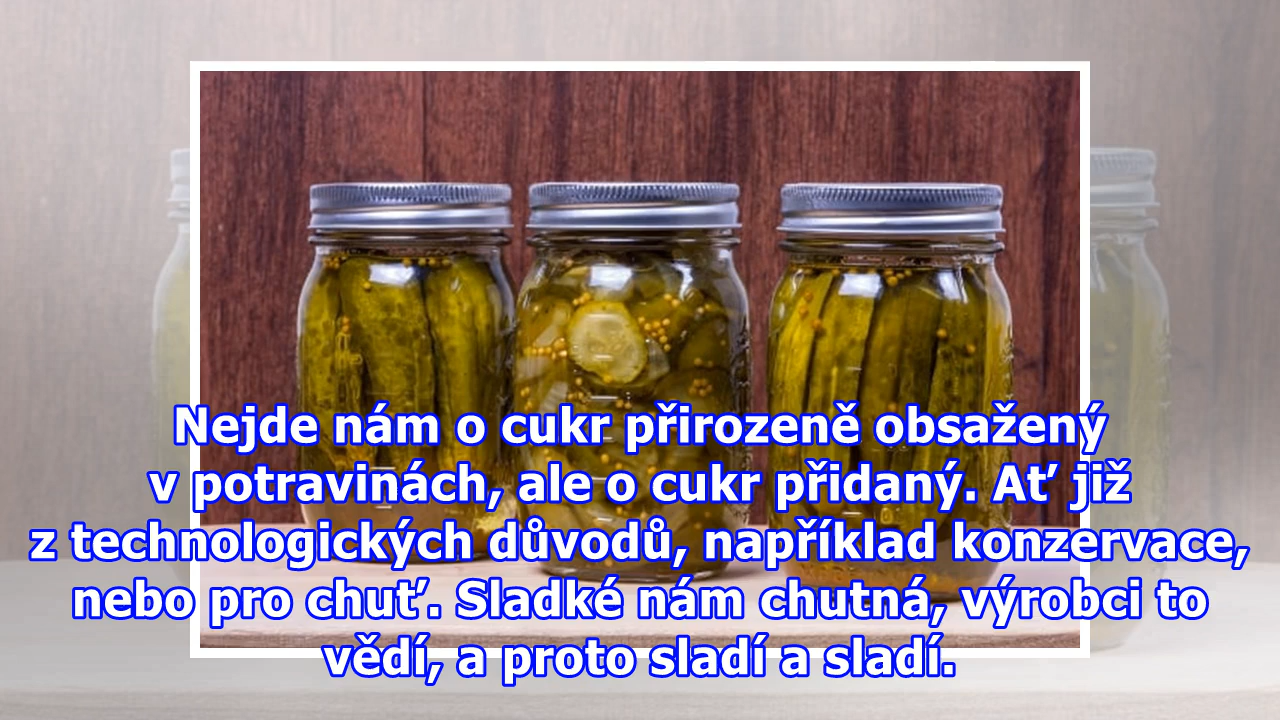 Nejde nám o cukr přirozeně obsažený
v potravinách, ale o cukr přidaný. Ať již
z technologických důvodů, například konzervace,
nebo pro chuť. Sladké nám chutná, výrobci to
vědí, a proto sladí a sladí.